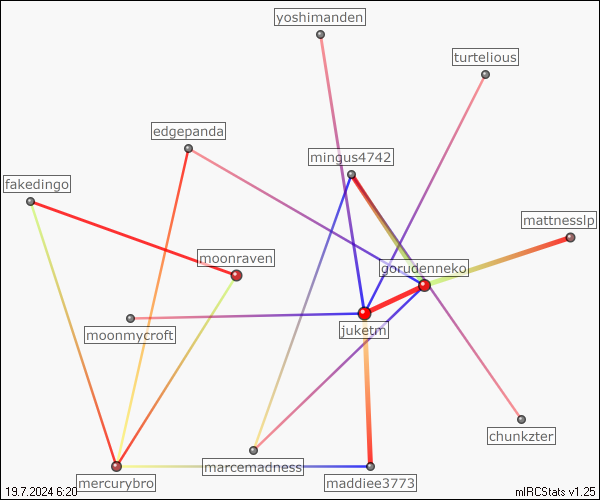 yoshimanden
turtelious
edgepanda
mingus4742
fakedingo
mattnesslp
moonraven
gorudenneko
juketm
moonmycroft
chunkzter
marcemadness
mercurybro
maddiee3773
19.7.2024 6:20
mIRCStats v1.25